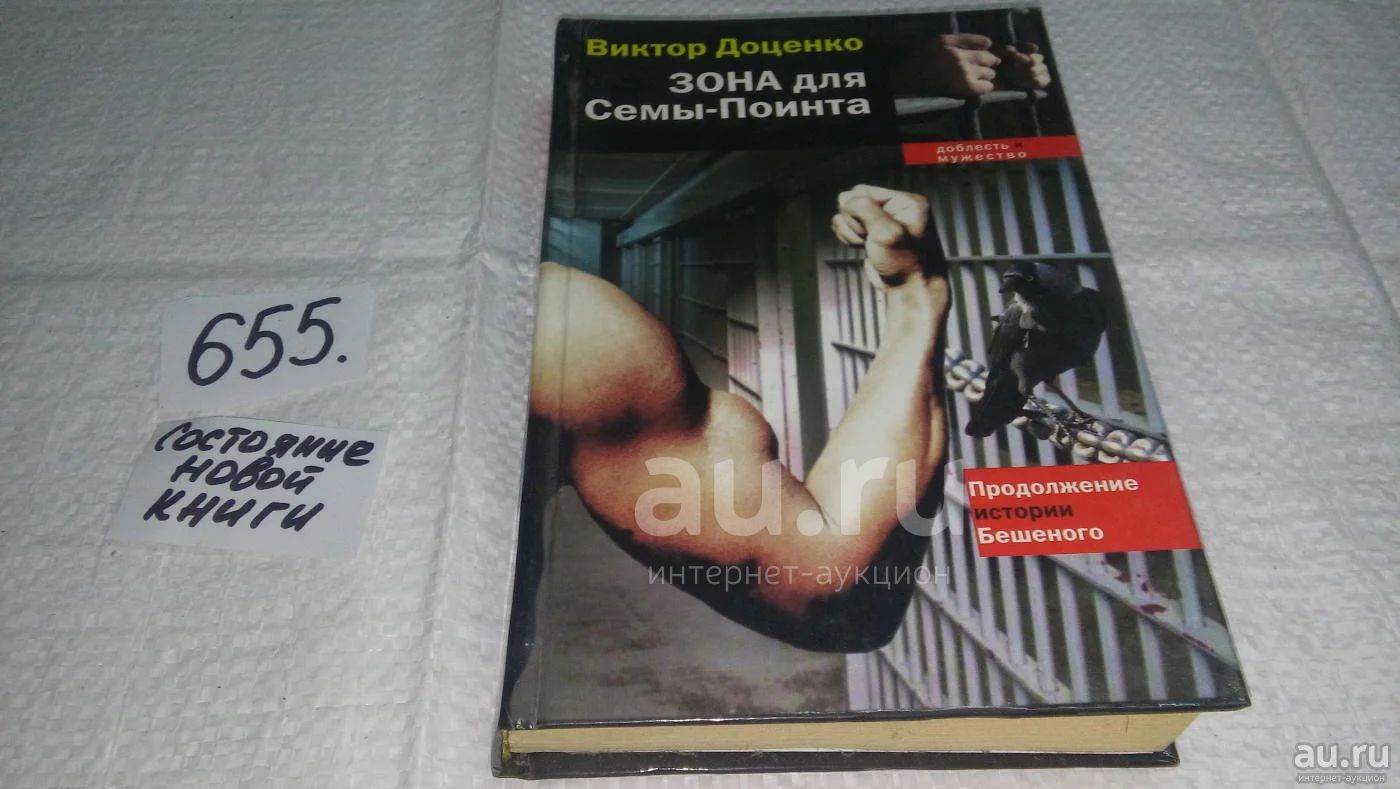 Виктор Доценко
ЗОНА для
Семы-Поинта
доблесть и
мужество
655.
Состояние
новой
книги
Продолжение
истории
Бешеного
au.ru
интернет-аукцион
au.ru
интернет-аукцион